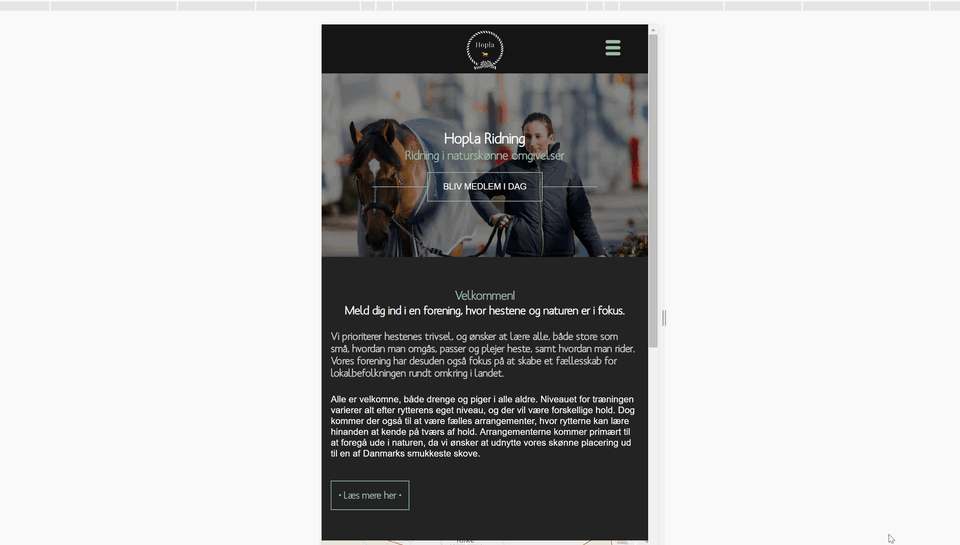 Hopla
Hopla Ridning
Ridning i naturskønne omgivelser
BLIV MEDLEM I DAG
Velkommen!
Meld dig ind i en forening, hvor hestene og naturen er i fokus.
Vi prioriterer hestenes trivsel, og ønsker at lære alle, både store som
små, hvordan man omgås, passer og plejer heste, samt hvordan man rider.
Vores forening har desuden også fokus på at skabe et fællesskab for
lokalbefolkningen rundt omkring i landet.
Alle er velkomne, både drenge og piger i alle aldre. Niveauet for træningen
varierer alt efter rytterens eget niveau, og der vil være forskellige hold. Dog
kommer der også til at være fælles arrangementer, hvor rytterne kan lære
hinanden at kende på tværs af hold. Arrangementerne kommer primært til
at foregå ude i naturen, da vi ønsker at udnytte vores skønne placering ud
til en af Danmarks smukkeste skove.
• Læs mere her •